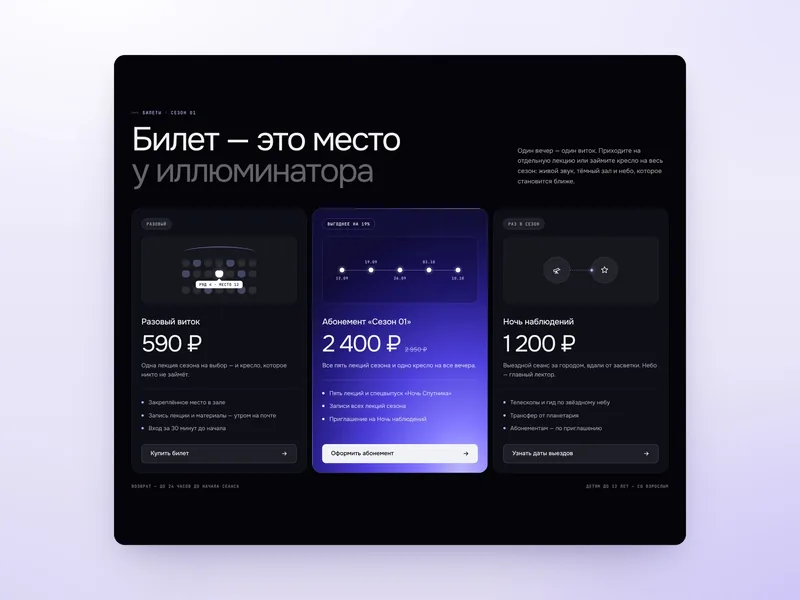 БИЛЕТЫ · СЕЗОН 01
Билет — это место
у иллюминатора
Один вечер — один виток. Приходите на
отдельную лекцию или займите кресло на весь
сезон: живой звук, тёмный зал и небо, которое
становится ближе.
РАЗОВЫЙ
РЯД 4 · МЕСТО 12
Разовый виток
590 ₽
Одна лекция сезона на выбор — и кресло, которое
никто не займёт.
Закреплённое место в зале
Запись лекции и материалы — утром на почте
Вход за 30 минут до начала
Купить билет →
ВЫГОДНЕЕ НА 19%
19.09
03.10
12.09
26.09
10.10
Абонемент «Сезон 01»
2 400 ₽ 2 950 ₽
Все пять лекций сезона и одно кресло на все вечера.
Пять лекций и спецвыпуск «Ночь Спутника»
Записи всех лекций сезона
Приглашение на Ночь наблюдений
Оформить абонемент →
РАЗ В СЕЗОН
Ночь наблюдений
1 200 ₽
Выездной сеанс за городом, вдали от засветки. Небо
— главный лектор.
Телескопы и гид по звёздному небу
Трансфер от планетария
Абонентам — по приглашению
Узнать даты выездов →
ВОЗВРАТ — ДО 24 ЧАСОВ ДО НАЧАЛА СЕАНСА
ДЕТЯМ ДО 12 ЛЕТ — СО ВЗРОСЛЫМ